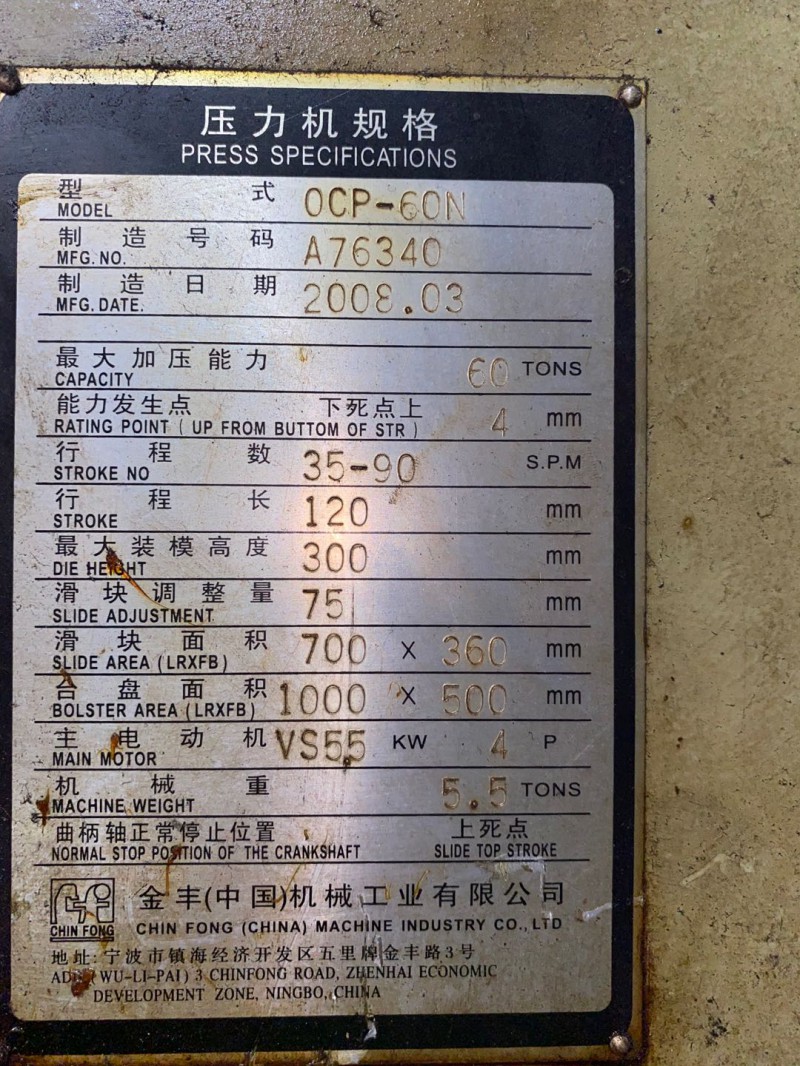 压力机规格
PRESS SPECIFICATIONS
型式 OCP-60N
MODEL
制造号码 A76340
MFG. NO.
制造日期 2008.03
MFG. DATE.
最大加压能力 60 TONS
CAPACITY
能力发生点 下死点上 4 mm
RATING POINT ( UP FROM BUTTOM OF STR )
行程数 35-90 S.P.M
STROKE NO
行程长 120 mm
STROKE
最大装模高度 300 mm
DIE HEIGHT
滑块调整量 75 mm
SLIDE ADJUSTMENT
滑块面积 700 X 360 mm
SLIDE AREA (LRXFB)
台盘面积 1000 X 500 mm
BOLSTER AREA (LRXFB)
主电动机 VS5.5 KW 4 P
MAIN MOTOR
机械重 5.5 TONS
MACHINE WEIGHT
曲柄轴正常停止位置 上死点
NORMAL STOP POSITION OF THE CRANKSHAFT SLIDE TOP STROKE
金丰(中国)机械工业有限公司
CHIN FONG CHIN FONG (CHINA) MACHINE INDUSTRY CO., LTD
地址: 宁波市镇海经济开发区五里牌金丰路3号
(WU-LI-PAI) 3 CHINFONG ROAD, ZHENHAI ECONOMIC
DEVELOPMENT ZONE, NINGBO, CHINA